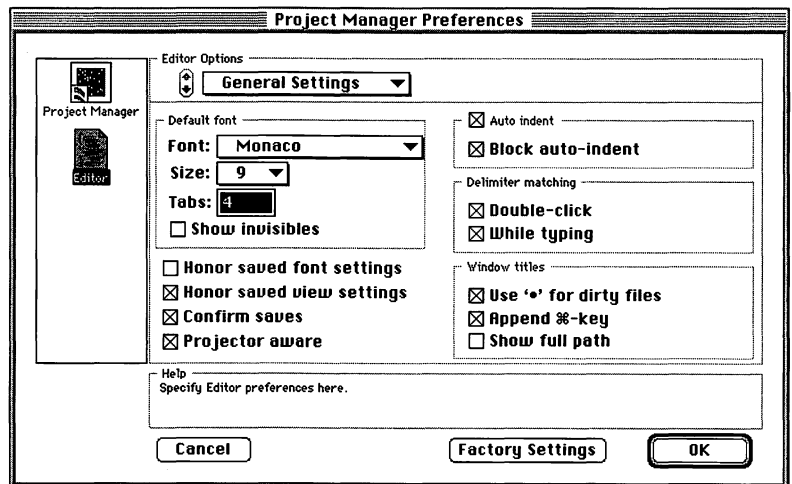 Project Manager Preferences
Project Manager
Editor
Editor Options
General Settings
Default font
Font: Monaco
Size: 9
Tabs: 4
Show invisibles
Honor saved font settings
Honor saved view settings
Confirm saves
Projector aware
Auto indent
Block auto-indent
Delimiter matching
Double-click
While typing
Window titles
Use ‘•’ for dirty files
Append ⌘-key
Show full path
Help
Specify Editor preferences here.
Cancel
Factory Settings
OK